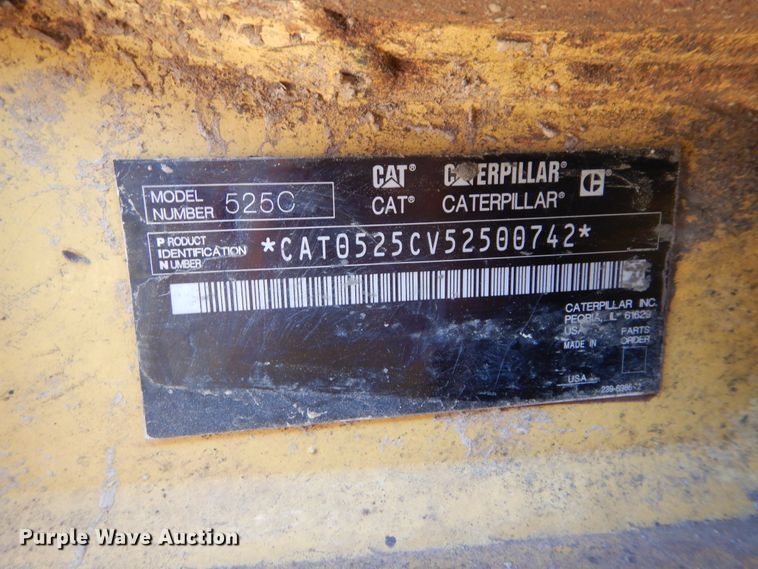 CAT® CATERPILLAR® C®
CAT® CATERPILLAR®
MODEL NUMBER 525C
PRODUCT IDENTIFICATION NUMBER *CAT0525CV52500742*
CATERPILLAR INC.
PEORIA, IL 61629
USA
PARTS ORDER
MADE IN
U.S.A.
Purple Wave Auction